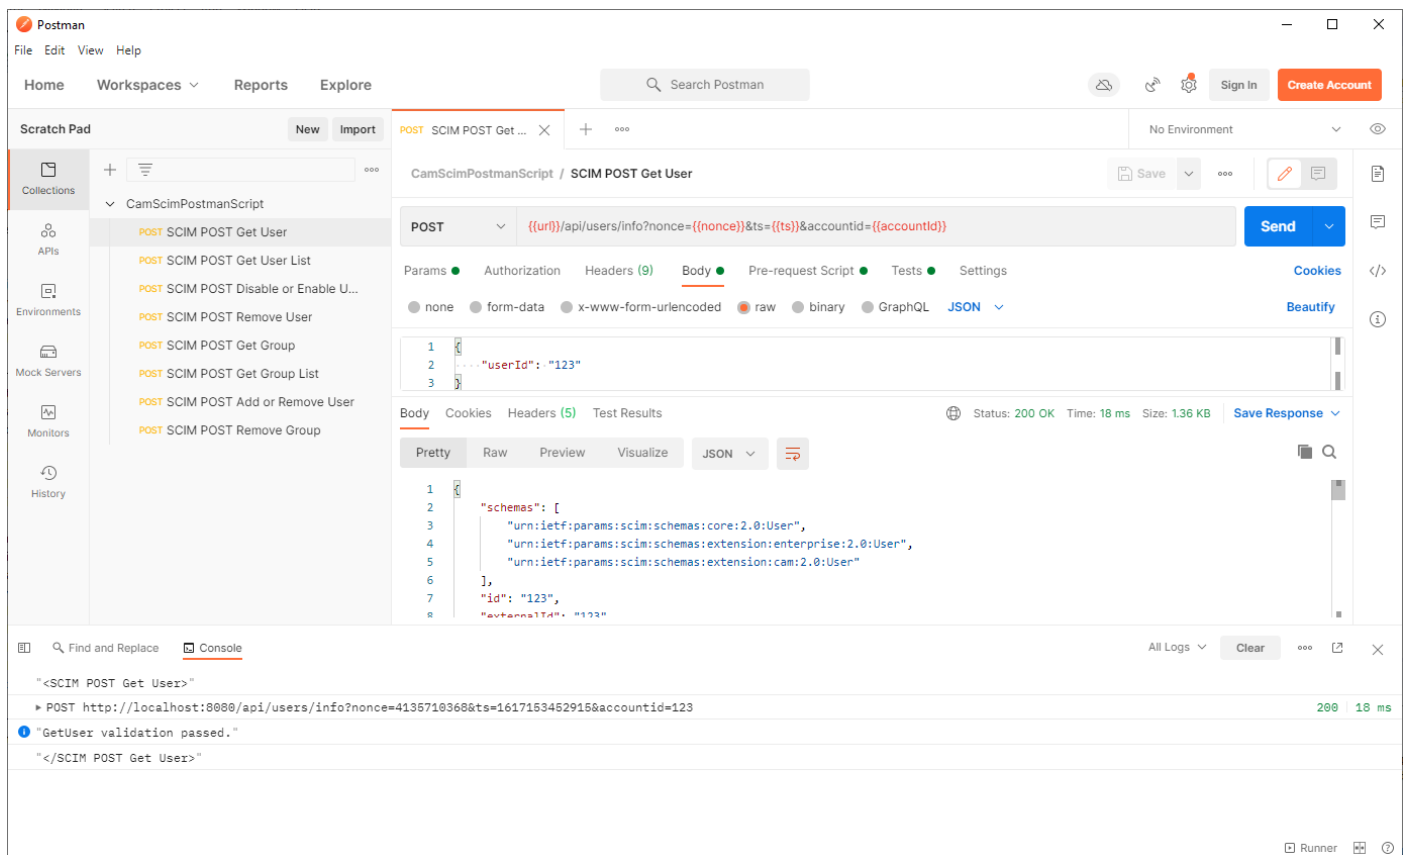 Postman
File Edit View Help
Home Workspaces Reports Explore Search Postman Sign In Create Account
Scratch Pad New Import
POST SCIM POST Get ... No Environment
Collections
APIs
Environments
Mock Servers
Monitors
History
CamScimPostmanScript
POST SCIM POST Get User
POST SCIM POST Get User List
POST SCIM POST Disable or Enable U...
POST SCIM POST Remove User
POST SCIM POST Get Group
POST SCIM POST Get Group List
POST SCIM POST Add or Remove User
POST SCIM POST Remove Group
CamScimPostmanScript / SCIM POST Get User Save
POST {{url}}/api/users/info?nonce={{nonce}}&ts={{ts}}&accountid={{accountId}} Send
Params Authorization Headers (9) Body Pre-request Script Tests Settings Cookies
none form-data x-www-form-urlencoded raw binary GraphQL JSON Beautify
1 {
2 ····"userId":·"123"
3 }
Body Cookies Headers (5) Test Results Status: 200 OK Time: 18 ms Size: 1.36 KB Save Response
Pretty Raw Preview Visualize JSON
1 {
2 "schemas": [
3 "urn:ietf:params:scim:schemas:core:2.0:User",
4 "urn:ietf:params:scim:schemas:extension:enterprise:2.0:User",
5 "urn:ietf:params:scim:schemas:extension:cam:2.0:User"
6 ],
7 "id": "123",
8 "externalId": "123"
Find and Replace Console All Logs Clear
"<SCIM POST Get User>"
POST http://localhost:8080/api/users/info?nonce=4135710368&ts=1617153452915&accountid=123 200 18 ms
"GetUser validation passed."
"</SCIM POST Get User>"
Runner